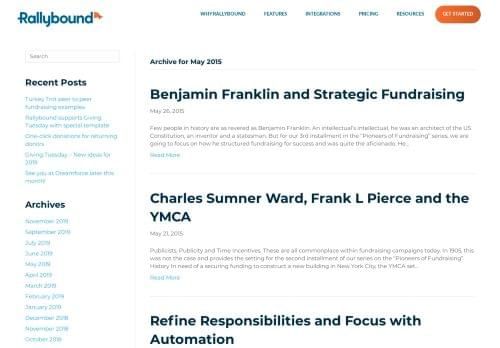 Rallybound
WHY RALLYBOUND
FEATURES
INTEGRATIONS
PRICING
RESOURCES
GET STARTED
Search
Recent Posts
Turkey Trot peer to peer
fundraising examples
Rallybound supports Giving
Tuesday with special template
One-click donations for returning
donors
Giving Tuesday – New ideas for
2019
See you at Dreamforce later this
month!
Archives
November 2019
September 2019
July 2019
June 2019
May 2019
April 2019
March 2019
February 2019
January 2019
December 2018
November 2018
October 2018
Archive for May 2015
Benjamin Franklin and Strategic Fundraising
May 26, 2015
Few people in history are as revered as Benjamin Franklin. An intellectual's intellectual, he was an architect of the US
Constitution, an inventor and a statesman. But for our 3rd installment in the "Pioneers of Fundraising" series, we are
going to focus on how he structured fundraising for success and was quite the aficionado. He...
Read More
Charles Sumner Ward, Frank L Pierce and the
YMCA
May 21, 2015
Publicists, Publicity and Time Incentives. These are all commonplace within fundraising campaigns today. In 1905, this
was not the case and provides the setting for the second installment of our series on the "Pioneers of Fundraising".
History In need of a securing funding to construct a new building in New York City, the YMCA set...
Read More
Refine Responsibilities and Focus with
Automation